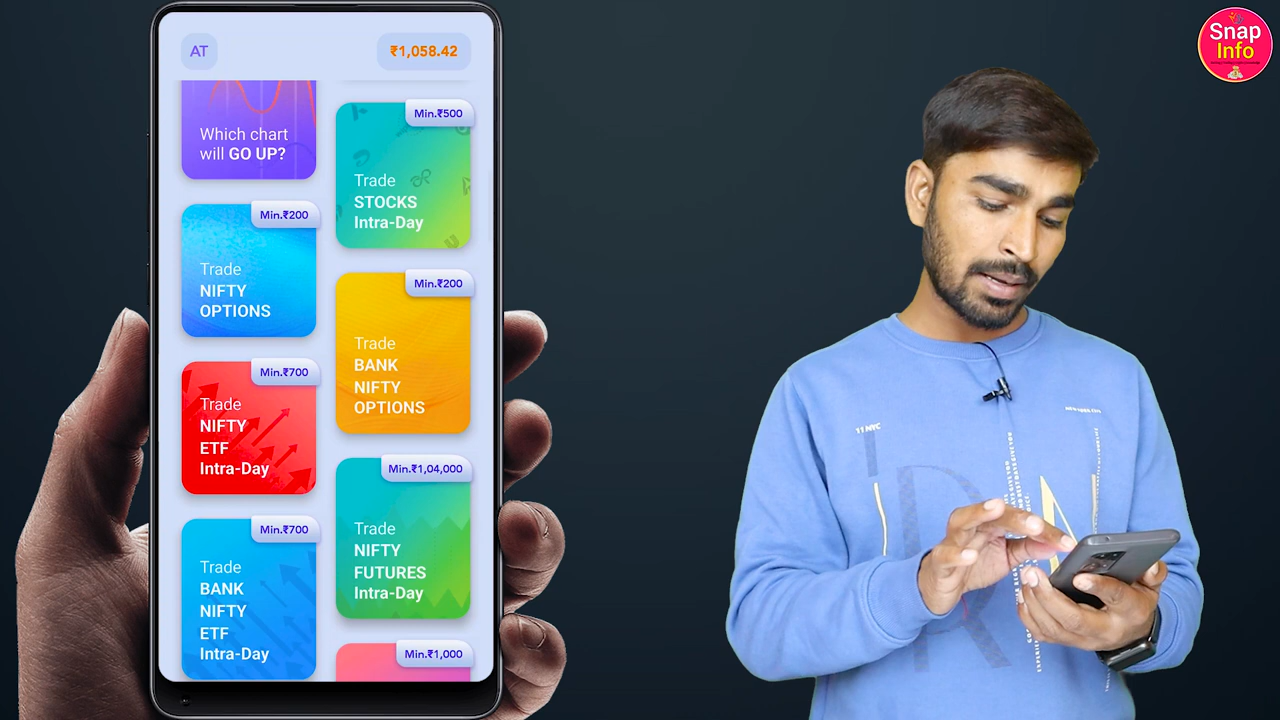 AT
₹1,058.42
Which chart
will GO UP?
Min.₹500
Trade
STOCKS
Intra-Day
Min.₹200
Trade
NIFTY
OPTIONS
Min.₹200
Trade
BANK
NIFTY
OPTIONS
Min.₹700
Trade
NIFTY
ETF
Intra-Day
Min.₹1,04,000
Trade
NIFTY
FUTURES
Intra-Day
Min.₹700
Trade
BANK
NIFTY
ETF
Intra-Day
Min.₹1,000
Snap
Info
11 NYC